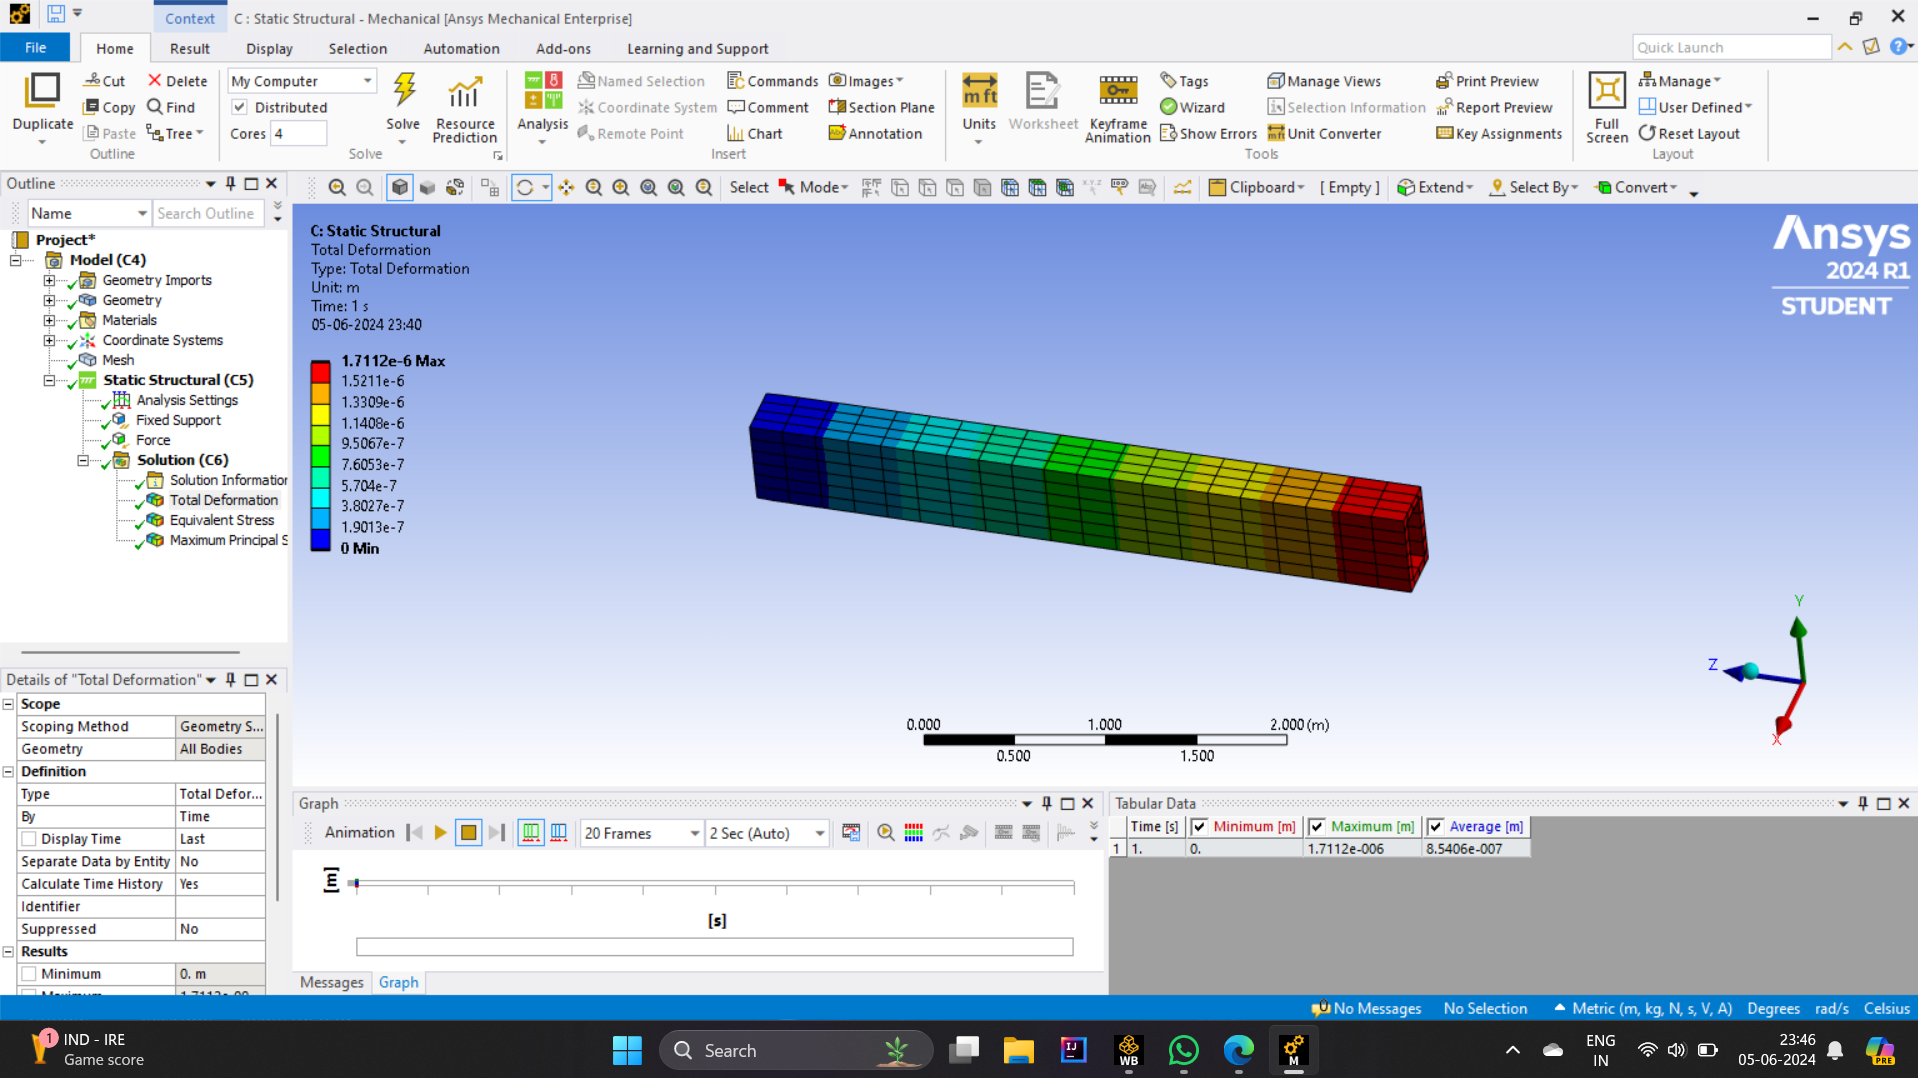 Context
C : Static Structural - Mechanical [Ansys Mechanical Enterprise]
File
Home
Result
Display
Selection
Automation
Add-ons
Learning and Support
Quick Launch
Duplicate
Cut
Copy
Paste
Delete
Find
Tree
Outline
My Computer
Distributed
Cores 4
Solve
Resource Prediction
Solve
Analysis
Named Selection
Coordinate System
Remote Point
Commands
Comment
Chart
Images
Section Plane
Annotation
Insert
Units
Worksheet
Keyframe Animation
Tags
Wizard
Show Errors
Manage Views
Selection Information
Unit Converter
Print Preview
Report Preview
Key Assignments
Tools
Full Screen
Manage
User Defined
Reset Layout
Layout
Outline
Name
Search Outline
Select
Mode
Clipboard
[ Empty ]
Extend
Select By
Convert
Project*
Model (C4)
Geometry Imports
Geometry
Materials
Coordinate Systems
Mesh
Static Structural (C5)
Analysis Settings
Fixed Support
Force
Solution (C6)
Solution Information
Total Deformation
Equivalent Stress
Maximum Principal S
C: Static Structural
Total Deformation
Type: Total Deformation
Unit: m
Time: 1 s
05-06-2024 23:40
1.7112e-6 Max
1.5211e-6
1.3309e-6
1.1408e-6
9.5067e-7
7.6053e-7
5.704e-7
3.8027e-7
1.9013e-7
0 Min
Ansys
2024 R1
STUDENT
Y
Z
X
0.000 1.000 2.000 (m)
0.500 1.500
Details of "Total Deformation"
Scope
Scoping Method Geometry S...
Geometry All Bodies
Definition
Type Total Defor...
By Time
Display Time Last
Separate Data by Entity No
Calculate Time History Yes
Identifier
Suppressed No
Results
Minimum 0. m
Maximum 1.7112e-00
Graph
Animation
20 Frames
2 Sec (Auto)
[m]
[s]
Messages
Graph
Tabular Data
Time [s] Minimum [m] Maximum [m] Average [m]
1 1. 0. 1.7112e-006 8.5406e-007
No Messages
No Selection
Metric (m, kg, N, s, V, A)
Degrees
rad/s
Celsius
1
IND - IRE
Game score
Search
IJ
WB
M
ENG
IN
23:46
05-06-2024
PRE